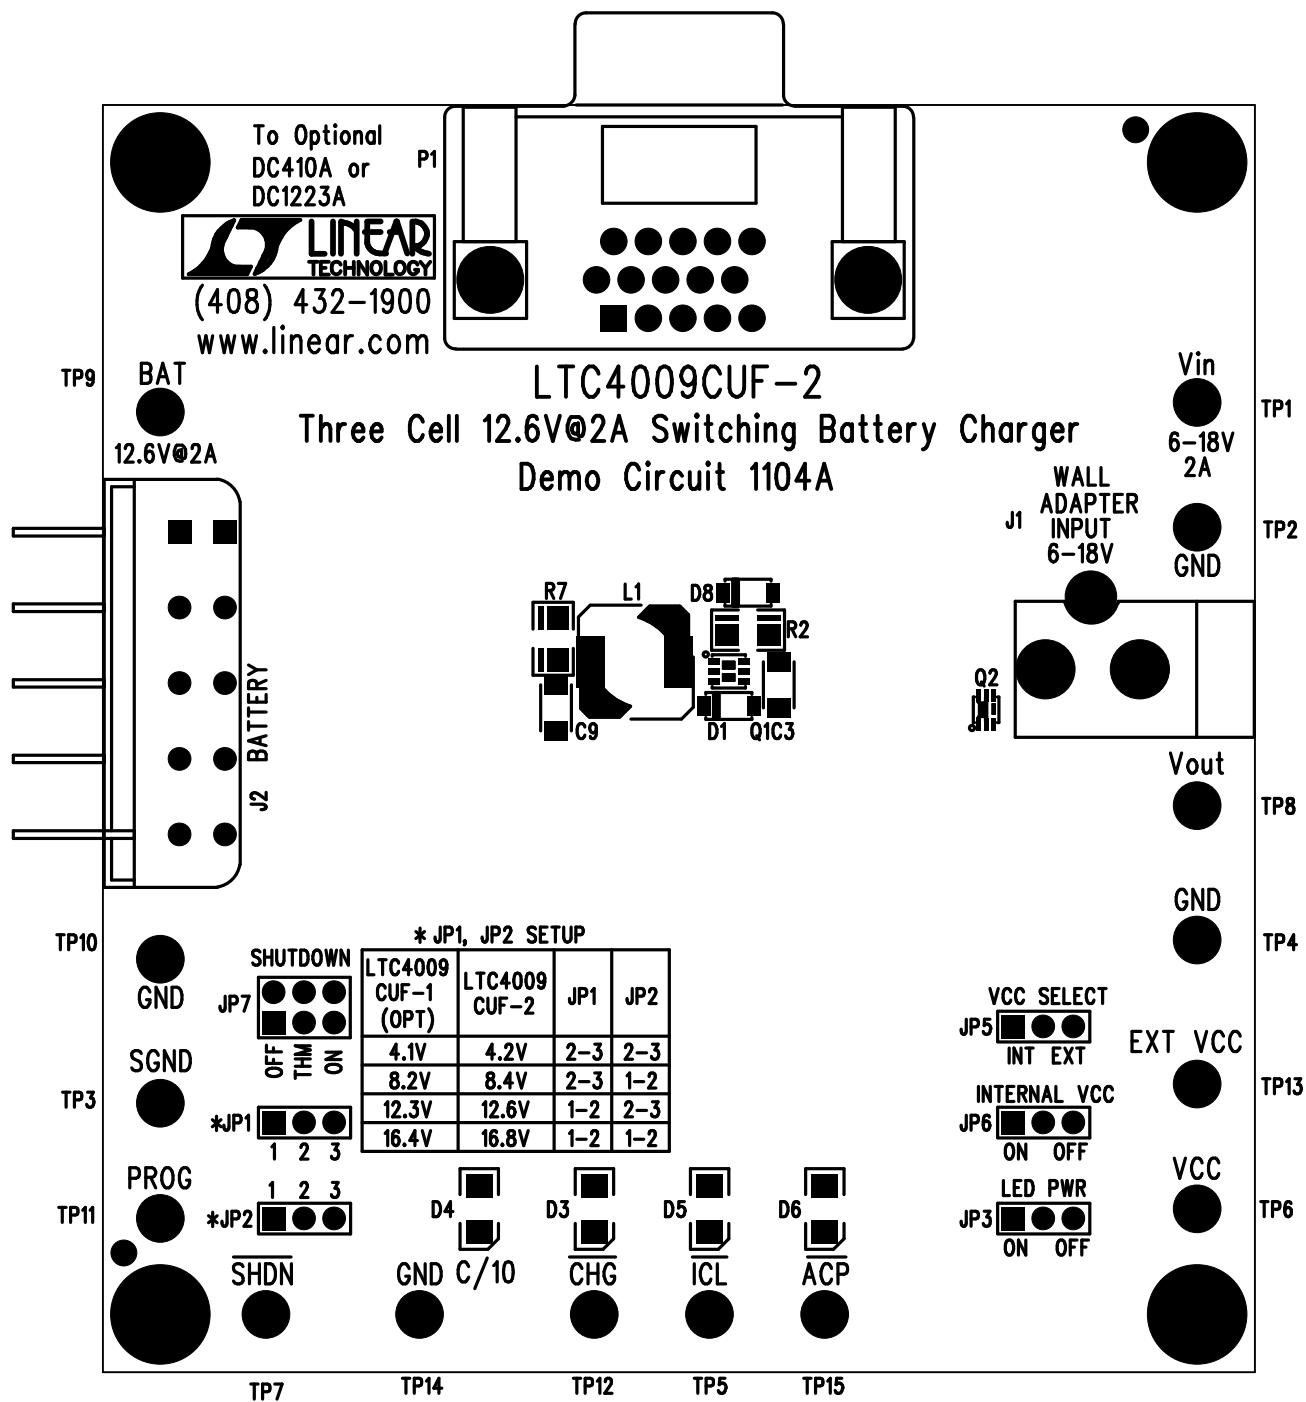 To Optional
DC410A or
DC1223A
P1
LINEAR
TECHNOLOGY
(408) 432-1900
www.linear.com
TP9
BAT
12.6V@2A
LTC4009CUF-2
Three Cell 12.6V@2A Switching Battery Charger
Demo Circuit 1104A
Vin
TP1
6-18V
2A
WALL
ADAPTER
INPUT
6-18V
J1
TP2
GND
R7
L1
D8
R2
C9
D1
Q1
C3
Q2
J2 BATTERY
Vout
TP8
GND
TP4
TP10
GND
SHUTDOWN
JP7
OFF
THM
ON
* JP1, JP2 SETUP
LTC4009 CUF-1 (OPT) LTC4009 CUF-2 JP1 JP2
4.1V 4.2V 2-3 2-3
8.2V 8.4V 2-3 1-2
12.3V 12.6V 1-2 2-3
16.4V 16.8V 1-2 1-2
VCC SELECT
JP5
INT EXT
EXT VCC
TP13
SGND
TP3
*JP1
1 2 3
INTERNAL VCC
JP6
ON OFF
PROG
TP11
1 2 3
*JP2
D4
D3
D5
D6
LED PWR
JP3
ON OFF
VCC
TP6
SHDN
GND
C/10
CHG
ICL
ACP
TP7
TP14
TP12
TP5
TP15